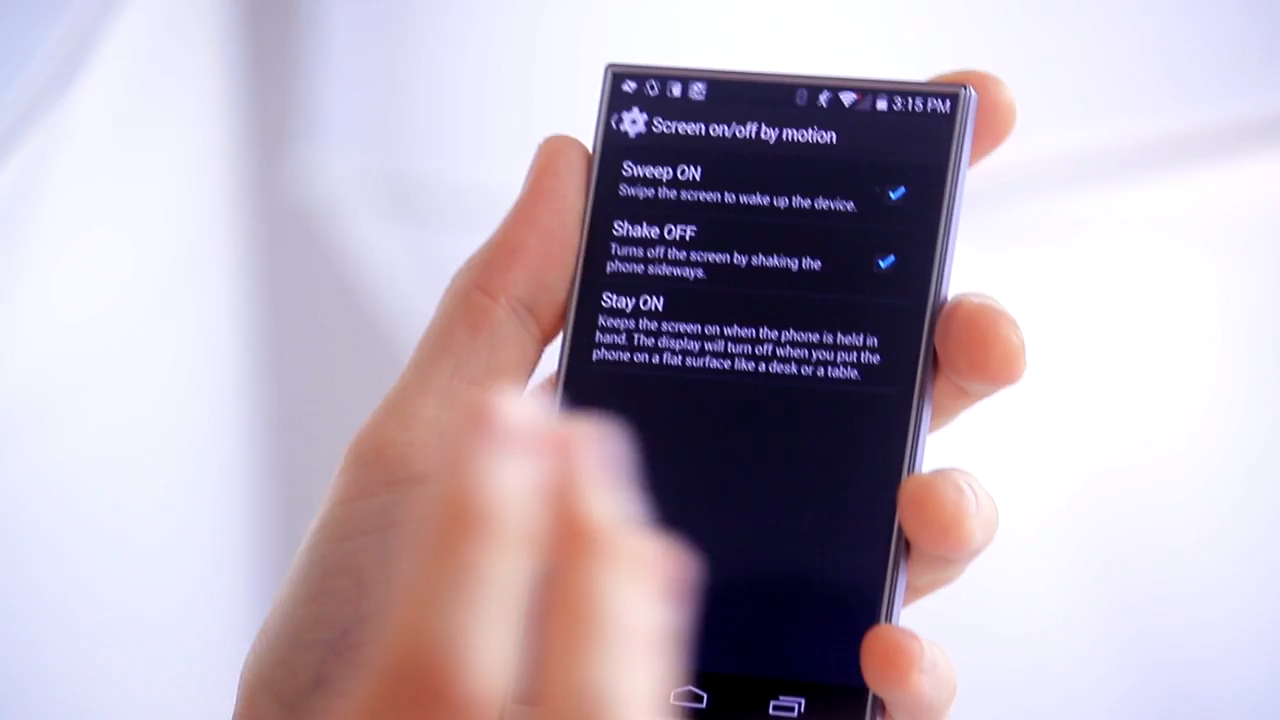 3:15 PM
Screen on/off by motion
Sweep ON
Swipe the screen to wake up the device.
Shake OFF
Turns off the screen by shaking the
phone sideways.
Stay ON
Keeps the screen on when the phone is held in
hand. The display will turn off when you put the
phone on a flat surface like a desk or a table.